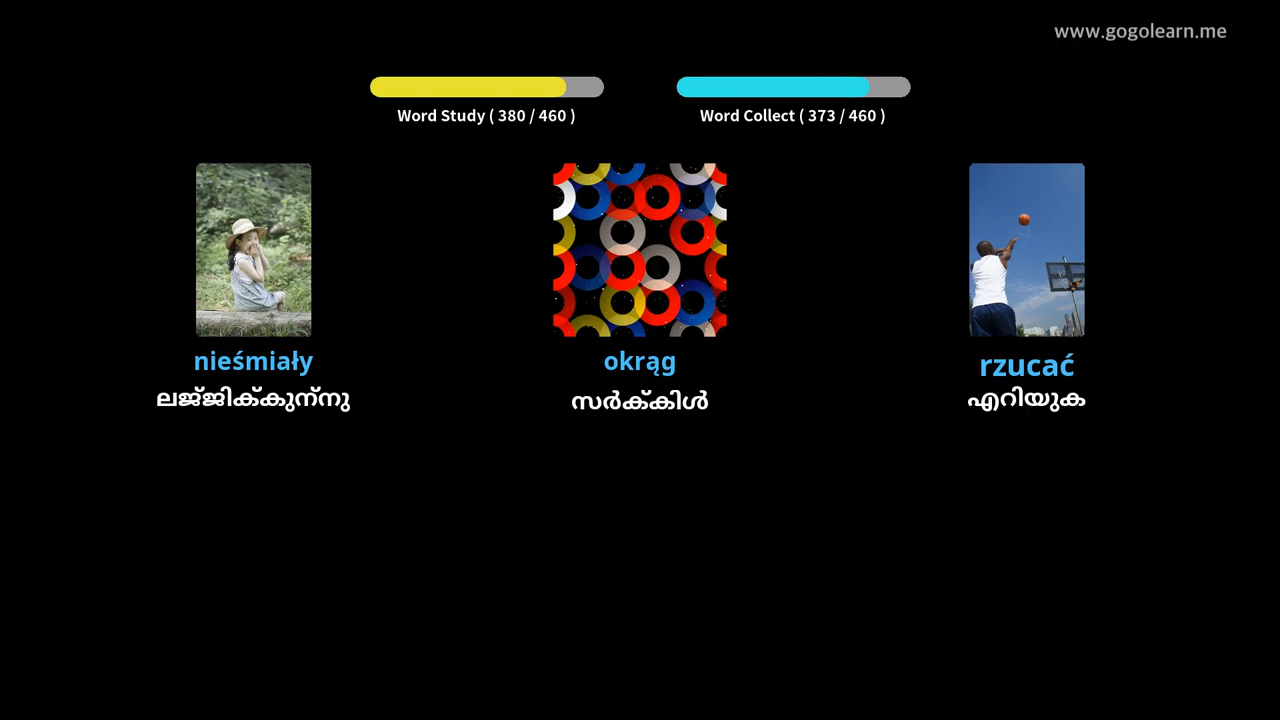 www.gogolearn.me
Word Study ( 380 / 460 )
Word Collect ( 373 / 460 )
nieśmiały
okrąg
rzucać
ലജ്ജിക്കുന്നു
സർക്കിൾ
എറിയുക